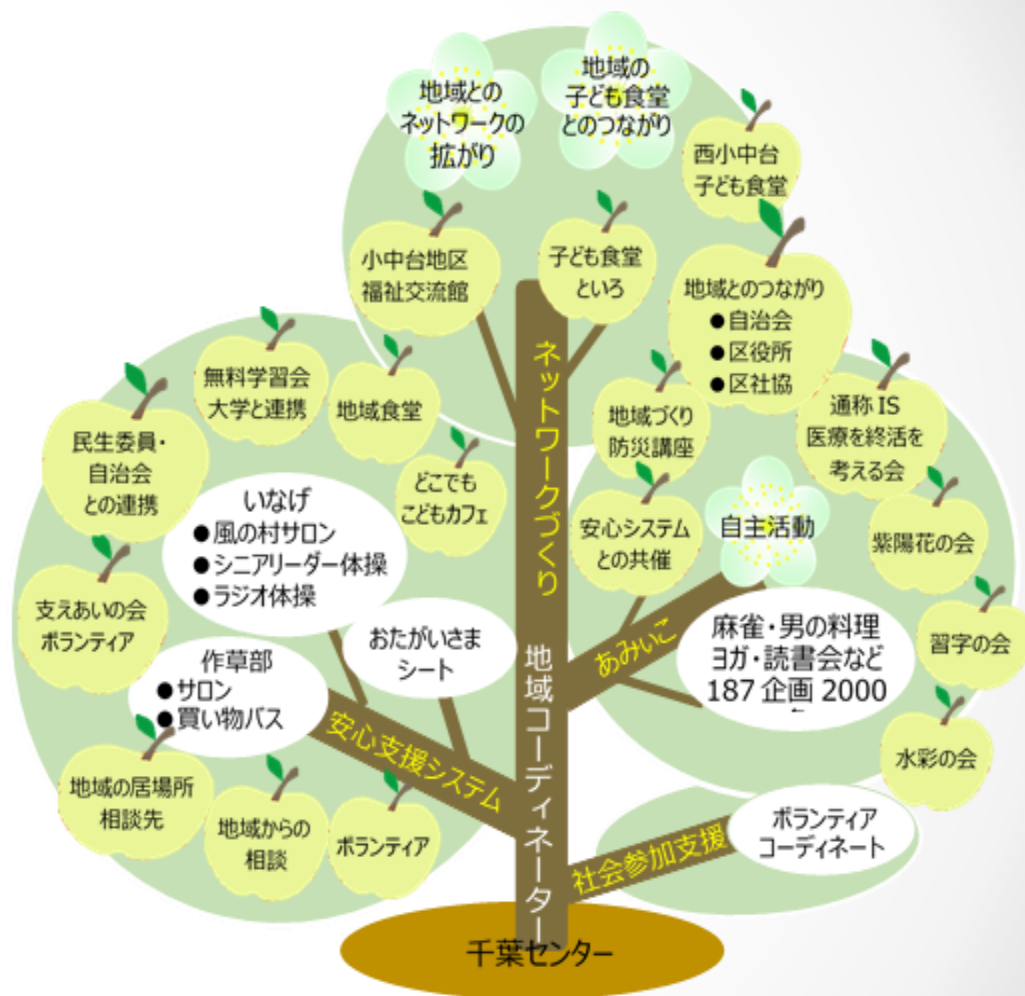 地域との
ネットワークの
拡がり
地域の
子ども食堂
とのつながり
西小中台
子ども食堂
小中台地区
福祉交流館
子ども食堂
といろ
地域とのつながり
●自治会
●区役所
●区社協
無料学習会
大学と連携
地域食堂
民生委員・
自治会
との連携
どこでも
こどもカフェ
地域づくり
防災講座
通称 IS
医療を終活を
考える会
いなげ
●風の村サロン
●シニアリーダー体操
●ラジオ体操
安心システム
との共催
自主活動
紫陽花の会
支えあいの会
ボランティア
おたがいさま
シート
麻雀・男の料理
ヨガ・読書会など
187 企画 2000
習字の会
作草部
●サロン
●買い物バス
水彩の会
地域の居場所
相談先
地域からの
相談
ボランティア
ボランティア
コーディネート
ネットワークづくり
あみいこ
安心支援システム
社会参加支援
地域コーディネーター
千葉センター